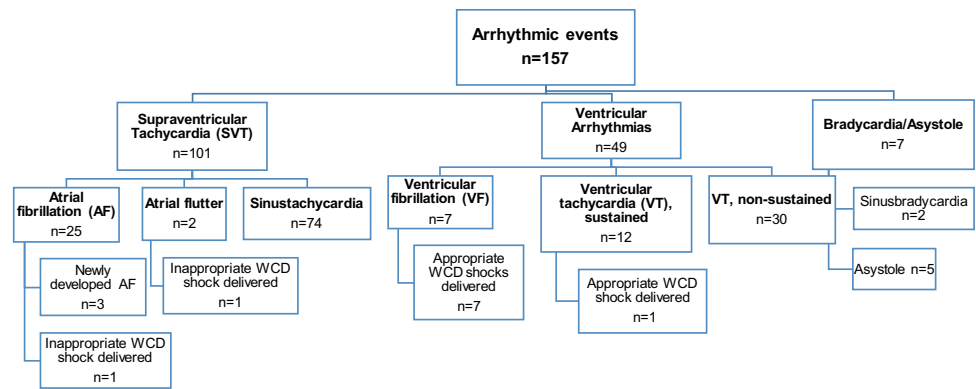 Arrhythmic events
n=157
Supraventricular
Tachycardia (SVT)
n=101
Ventricular
Arrhythmias
n=49
Bradycardia/Asystole
n=7
Atrial
fibrillation (AF)
n=25
Atrial flutter
n=2
Sinustachycardia
n=74
Ventricular
fibrillation (VF)
n=7
Ventricular
tachycardia (VT),
sustained
n=12
VT, non-sustained
n=30
Sinusbradycardia
n=2
Asystole n=5
Newly
developed AF
n=3
Inappropriate WCD
shock delivered
n=1
Appropriate
WCD shocks
delivered
n=7
Appropriate WCD
shock delivered
n=1
Inappropriate WCD
shock delivered
n=1